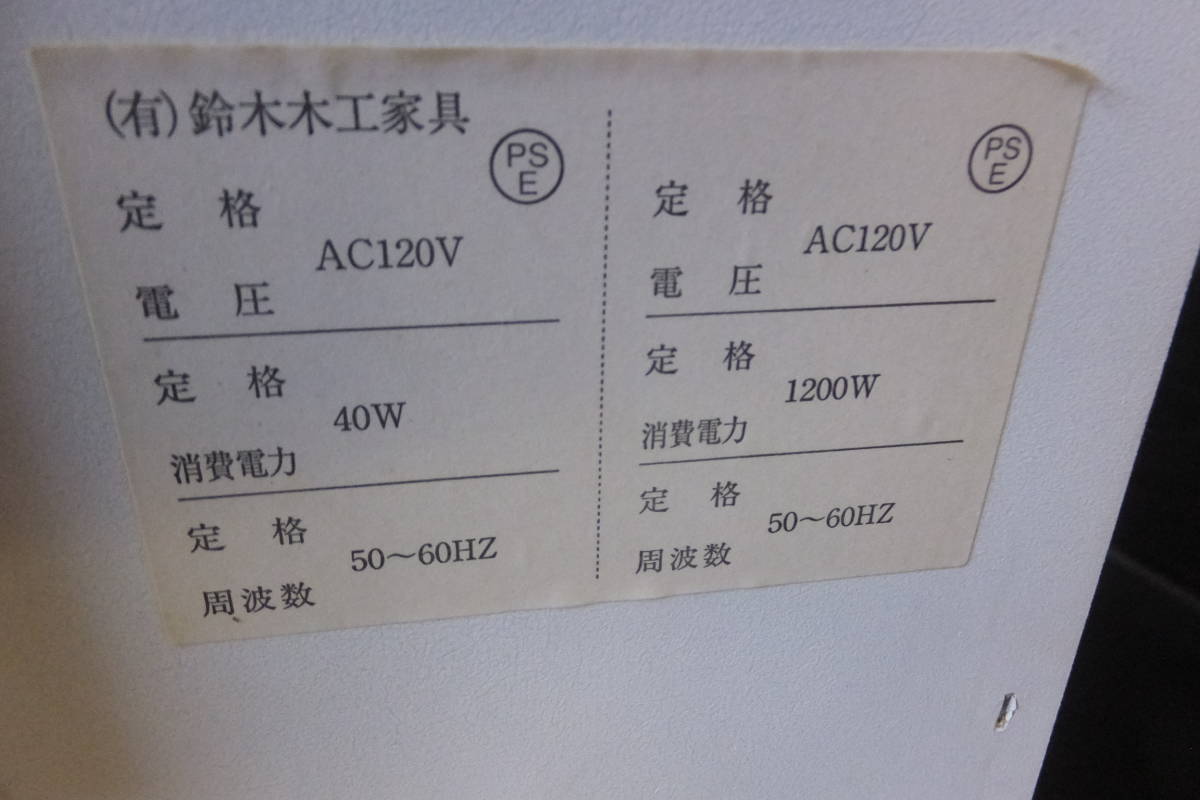 (有)鈴木木工家具
PS
E
定格
AC120V
電圧
定格
40W
消費電力
定格
50～60HZ
周波数
PS
E
定格
AC120V
電圧
定格
1200W
消費電力
定格
50～60HZ
周波数